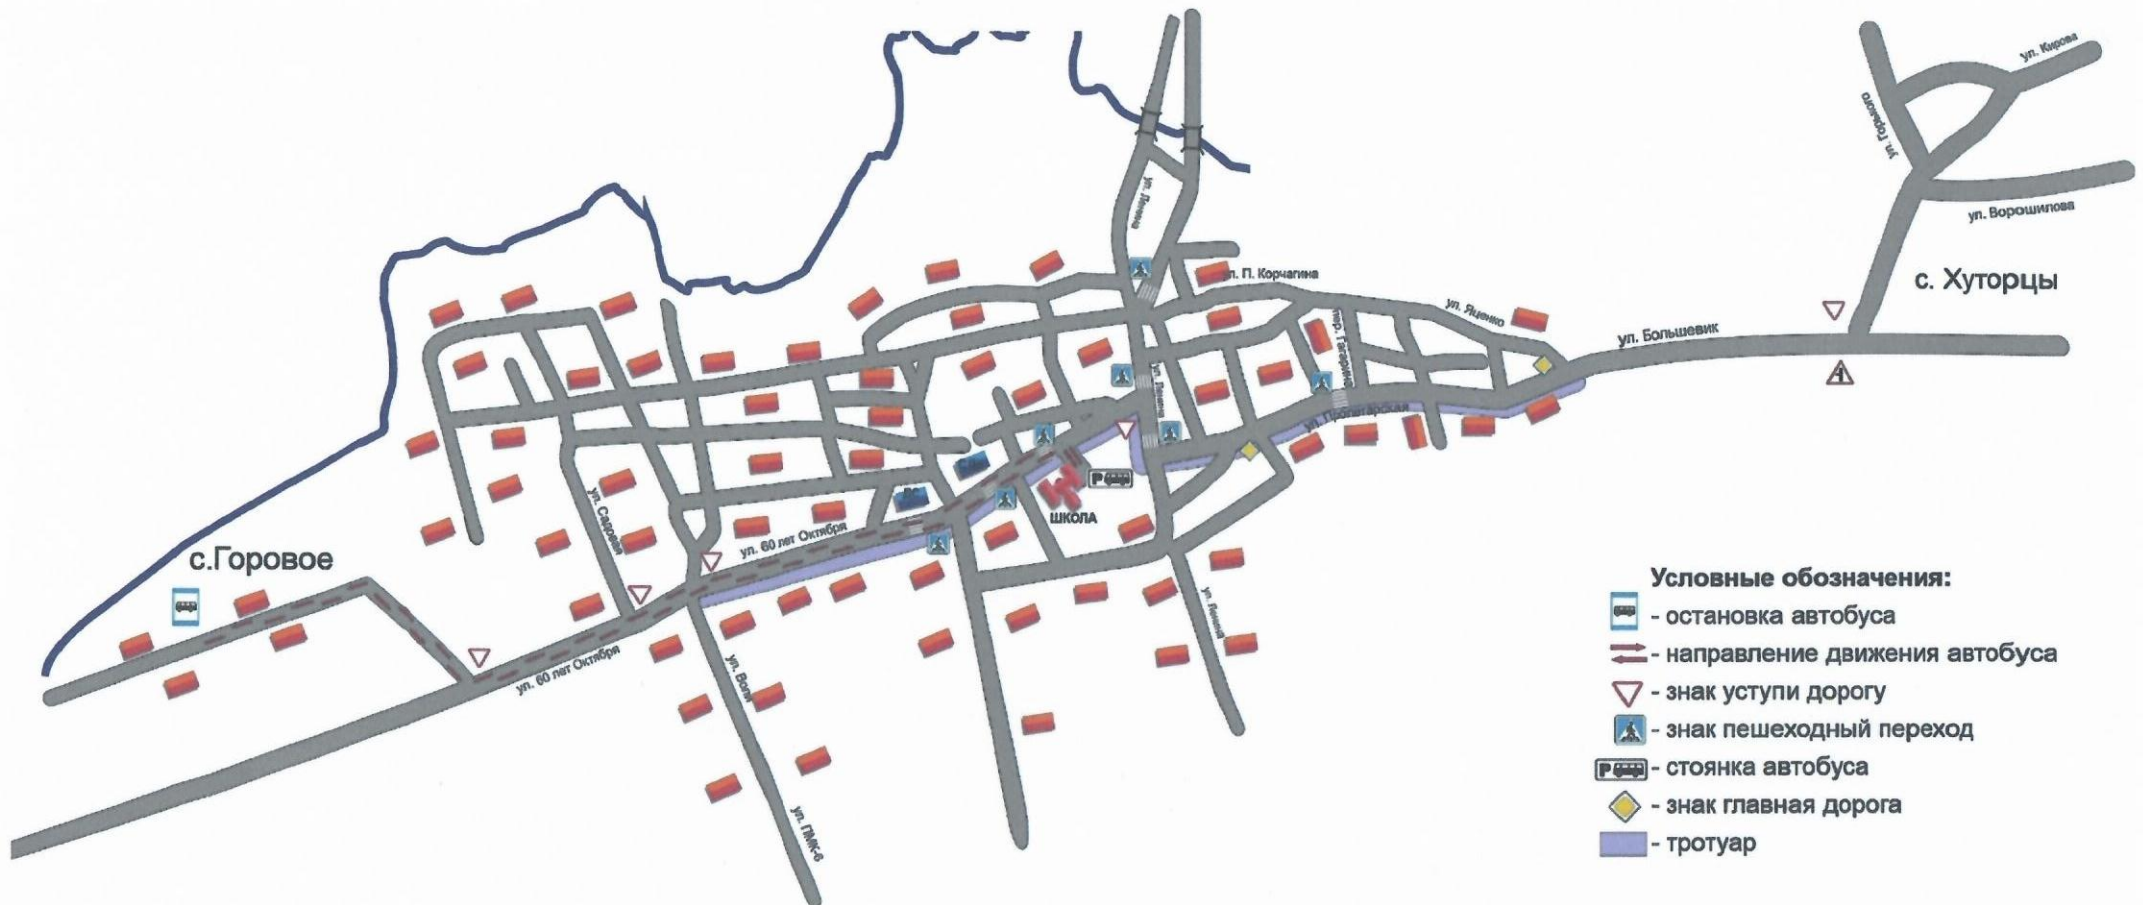 ул. Кирова
ул. Горького
ул. Ворошилова
с. Хуторцы
ул. Ленина
ул. П. Корчагина
ул. Яценко
ул. Большевик
пер. Гагарина
ул. Ленина
ул. Пролетарская
P
ШКОЛА
ул. Садовая
ул. 60 лет Октября
с.Горовое
ул. 60 лет Октября
ул. Воли
ул. Ленина
ул. ПМК-6
Условные обозначения:
- остановка автобуса
- направление движения автобуса
- знак уступи дорогу
- знак пешеходный переход
P - стоянка автобуса
- знак главная дорога
- тротуар